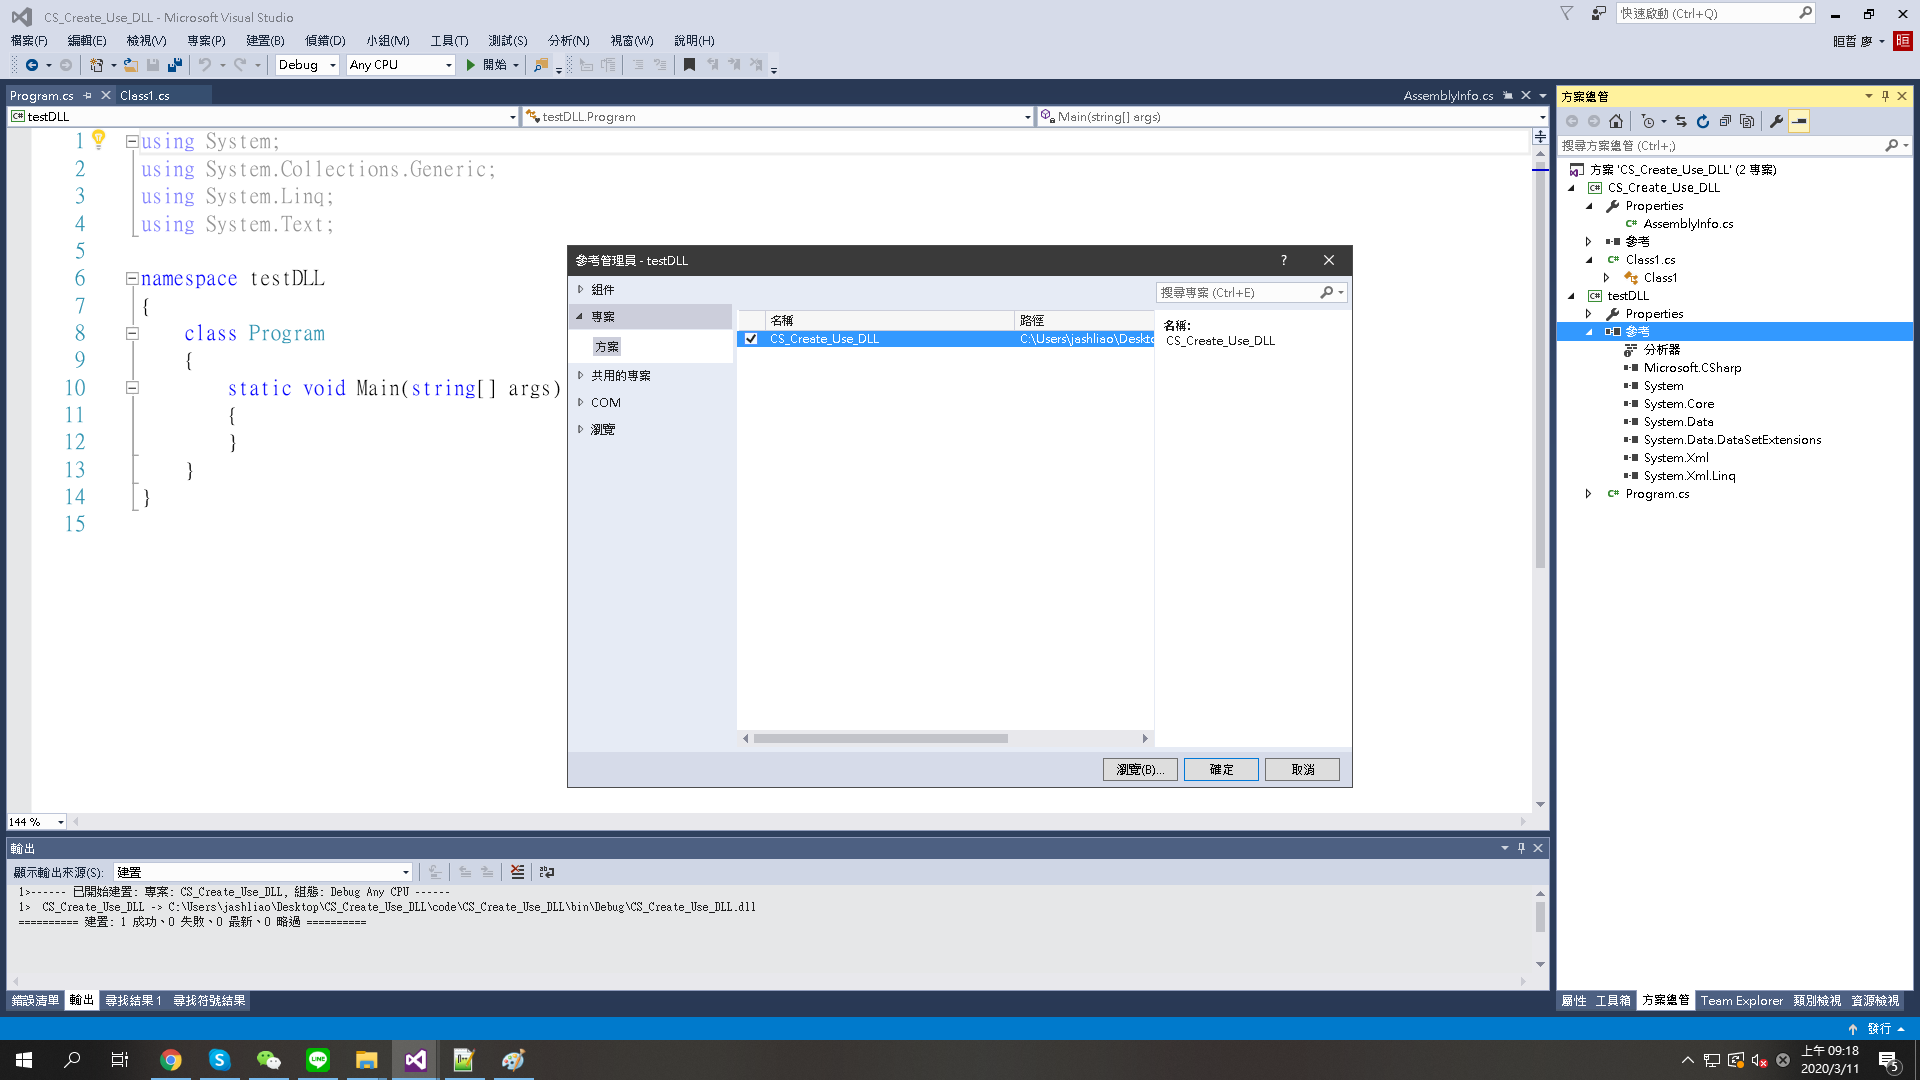 CS_Create_Use_DLL - Microsoft Visual Studio
快速啟動 (Ctrl+Q)
檔案(F) 編輯(E) 檢視(V) 專案(P) 建置(B) 偵錯(D) 小組(M) 工具(T) 測試(S) 分析(N) 視窗(W) 說明(H)
晅哲 廖
晅
Debug Any CPU 開始
Program.cs Class1.cs AssemblyInfo.cs
testDLL testDLL.Program Main(string[] args)
1 using System;
2 using System.Collections.Generic;
3 using System.Linq;
4 using System.Text;
5
6 namespace testDLL
7 {
8 class Program
9 {
10 static void Main(string[] args)
11 {
12 }
13 }
14 }
15
144 %
參考管理員 - testDLL
?
組件
專案
方案
共用的專案
COM
瀏覽
搜尋專案 (Ctrl+E)
名稱 路徑
CS_Create_Use_DLL C:\Users\jashliao\Deskto
名稱:
CS_Create_Use_DLL
瀏覽(B)... 確定 取消
方案總管
搜尋方案總管 (Ctrl+;)
方案 'CS_Create_Use_DLL' (2 專案)
CS_Create_Use_DLL
Properties
AssemblyInfo.cs
參考
Class1.cs
Class1
testDLL
Properties
參考
分析器
Microsoft.CSharp
System
System.Core
System.Data
System.Data.DataSetExtensions
System.Xml
System.Xml.Linq
Program.cs
輸出
顯示輸出來源(S): 建置
1>------ 已開始建置: 專案: CS_Create_Use_DLL, 組態: Debug Any CPU ------
1> CS_Create_Use_DLL -> C:\Users\jashliao\Desktop\CS_Create_Use_DLL\code\CS_Create_Use_DLL\bin\Debug\CS_Create_Use_DLL.dll
========== 建置: 1 成功、0 失敗、0 最新、0 略過 ==========
錯誤清單 輸出 尋找結果 1 尋找符號結果
屬性 工具箱 方案總管 Team Explorer 類別檢視 資源檢視
發行
上午 09:18
2020/3/11
5